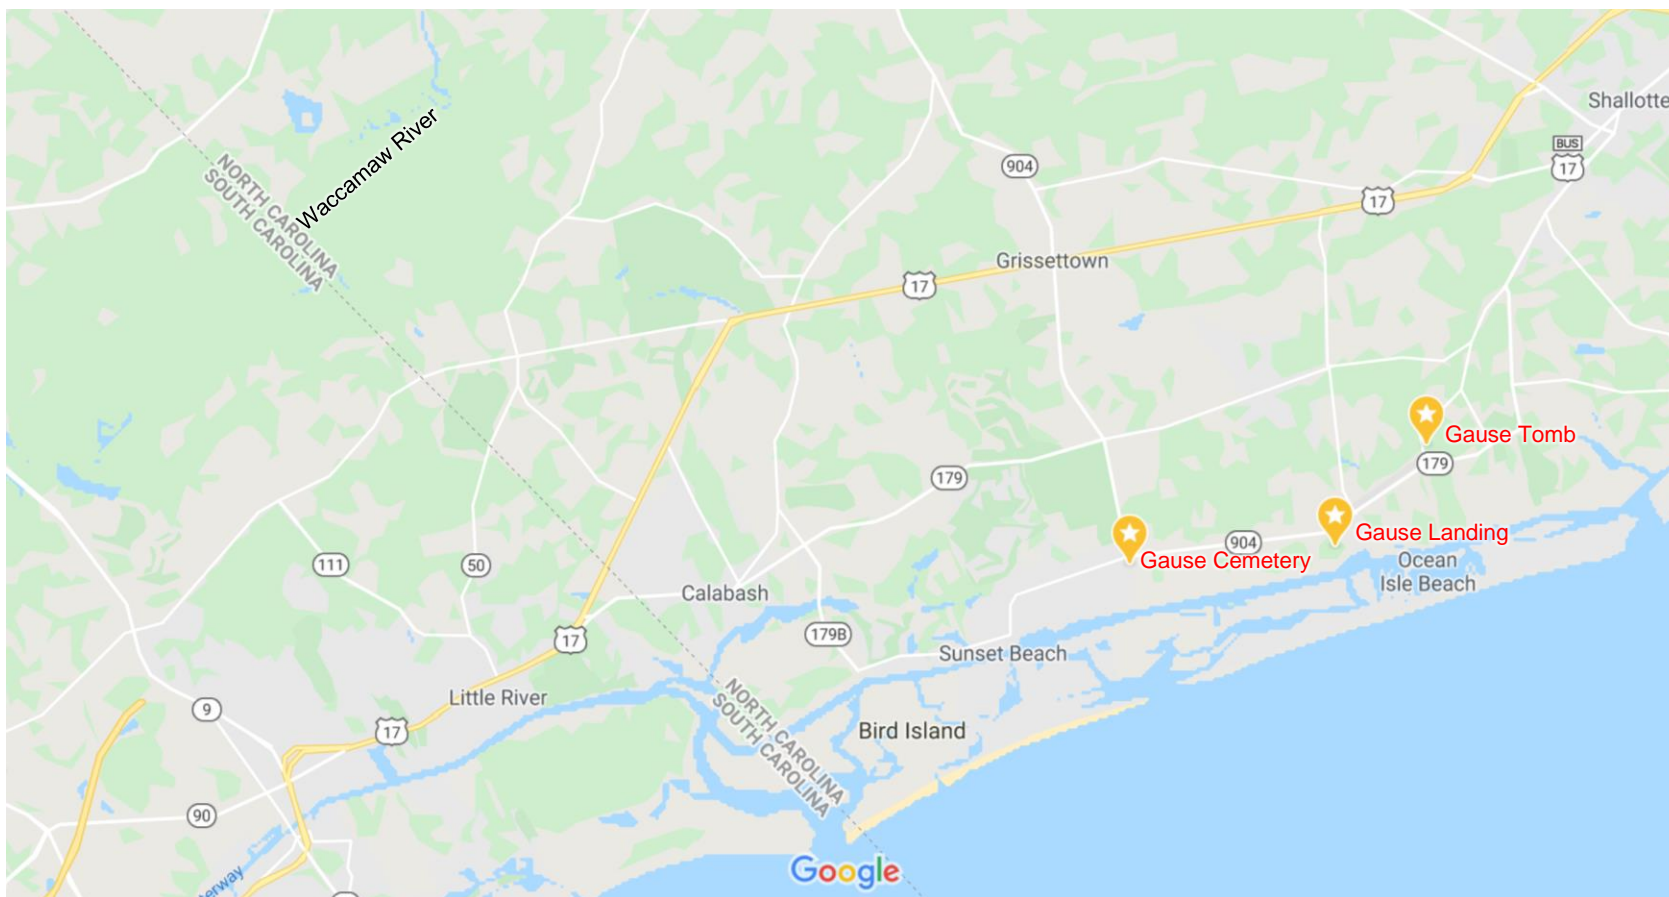 Shallotte
BUS
17
904
17
Waccamaw River
NORTH CAROLINA
SOUTH CAROLINA
Grissettown
17
Gause Tomb
179
179
Gause Landing
904
Gause Cemetery
Ocean
Isle Beach
111
50
Calabash
17
179B
Sunset Beach
Little River
9
17
NORTH CAROLINA
SOUTH CAROLINA
Bird Island
90
Google